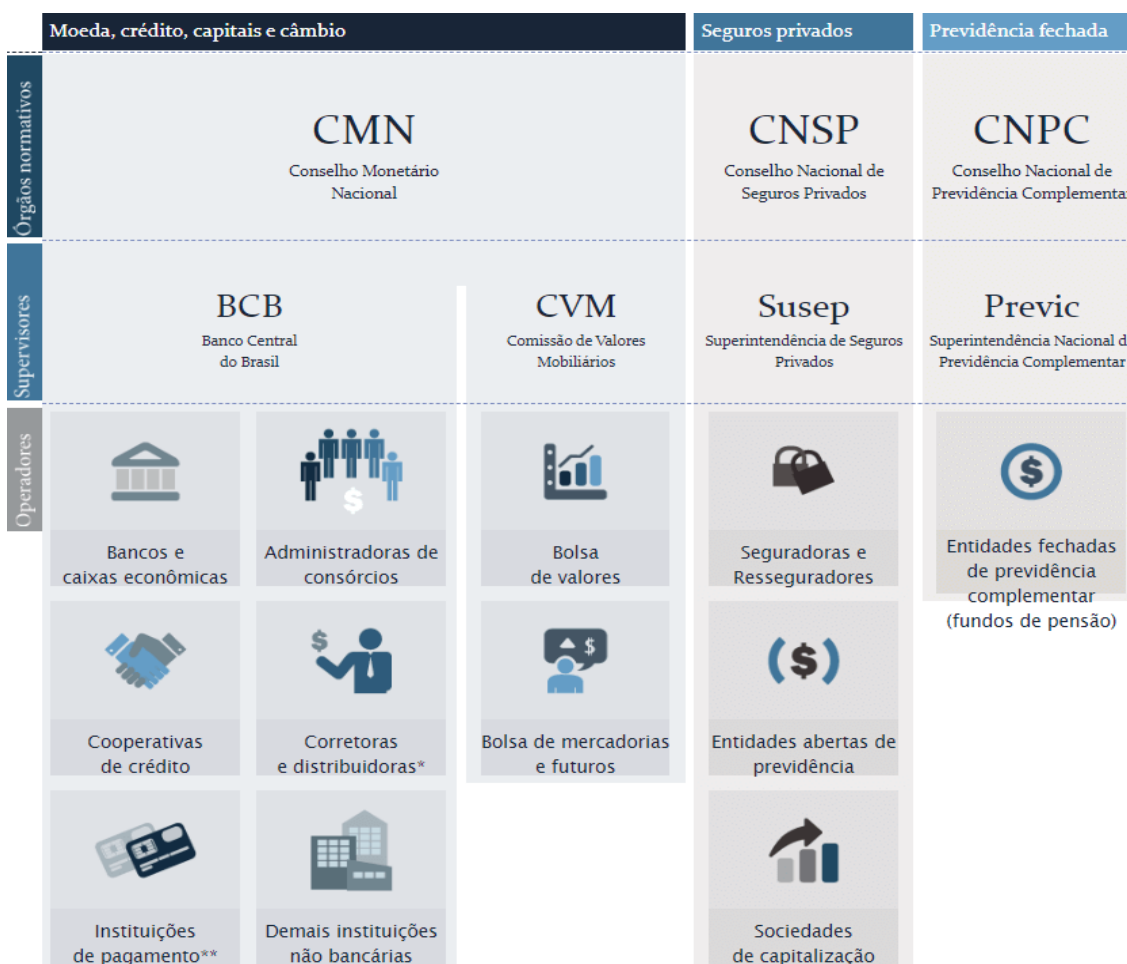 Moeda, crédito, capitais e câmbio
Seguros privados
Previdência fechada
Órgãos normativos
CMN
Conselho Monetário
Nacional
CNSP
Conselho Nacional de
Seguros Privados
CNPC
Conselho Nacional de
Previdência Complementar
Supervisores
BCB
Banco Central
do Brasil
CVM
Comissão de Valores
Mobiliários
Susep
Superintendência de Seguros
Privados
Previc
Superintendência Nacional d
Previdência Complementar
Operadores
Bancos e
caixas econômicas
Administradoras de
consórcios
Bolsa
de valores
Seguradoras e
Resseguradores
Entidades fechadas
de previdência
complementar
(fundos de pensão)
Cooperativas
de crédito
Corretoras
e distribuidoras*
Bolsa de mercadorias
e futuros
Entidades abertas de
previdência
Instituições
de pagamento**
Demais instituições
não bancárias
Sociedades
de capitalização